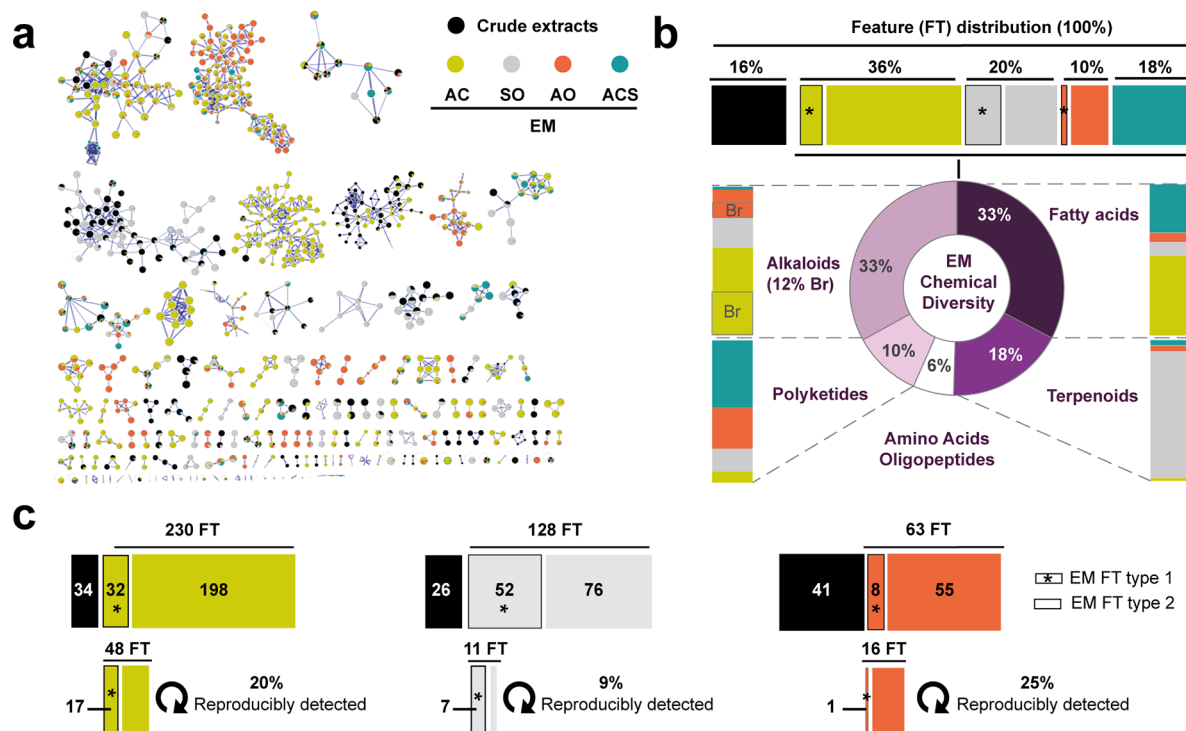 a
Crude extracts
AC SO AO ACS
EM
b
Feature (FT) distribution (100%)
16% 36% 20% 10% 18%
* * *
Br
Br
Alkaloids
(12% Br)
33%
33%
EM
Chemical
Diversity
Fatty acids
10%
6%
18%
Polyketides
Terpenoids
Amino Acids
Oligopeptides
c
230 FT
34 32 198
*
48 FT
*
17
20%
Reproducibly detected
128 FT
26 52 76
*
11 FT
*
7
9%
Reproducibly detected
63 FT
41 8 55
*
16 FT
*
1
25%
Reproducibly detected
* EM FT type 1
EM FT type 2